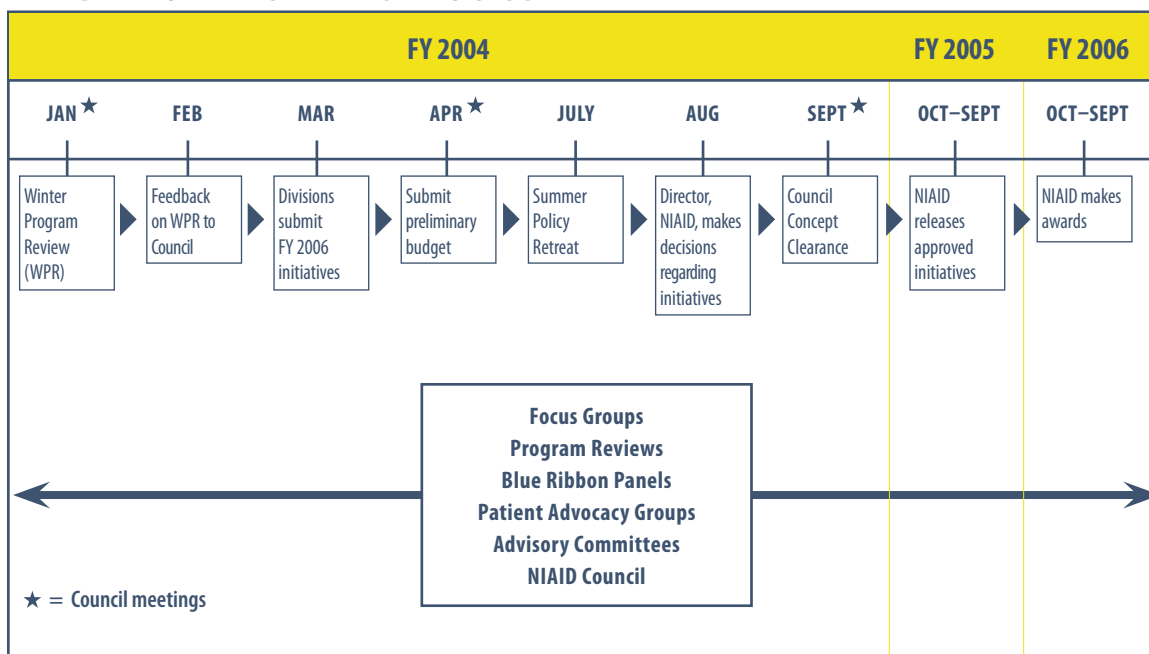 FY 2004 FY 2005 FY 2006
JAN ★ FEB MAR APR ★ JULY AUG SEPT ★ OCT–SEPT OCT–SEPT
Winter
Program
Review
(WPR)
Feedback
on WPR to
Council
Divisions
submit
FY 2006
initiatives
Submit
preliminary
budget
Summer
Policy
Retreat
Director,
NIAID, makes
decisions
regarding
initiatives
Council
Concept
Clearance
NIAID
releases
approved
initiatives
NIAID makes
awards
Focus Groups
Program Reviews
Blue Ribbon Panels
Patient Advocacy Groups
Advisory Committees
NIAID Council
★ = Council meetings